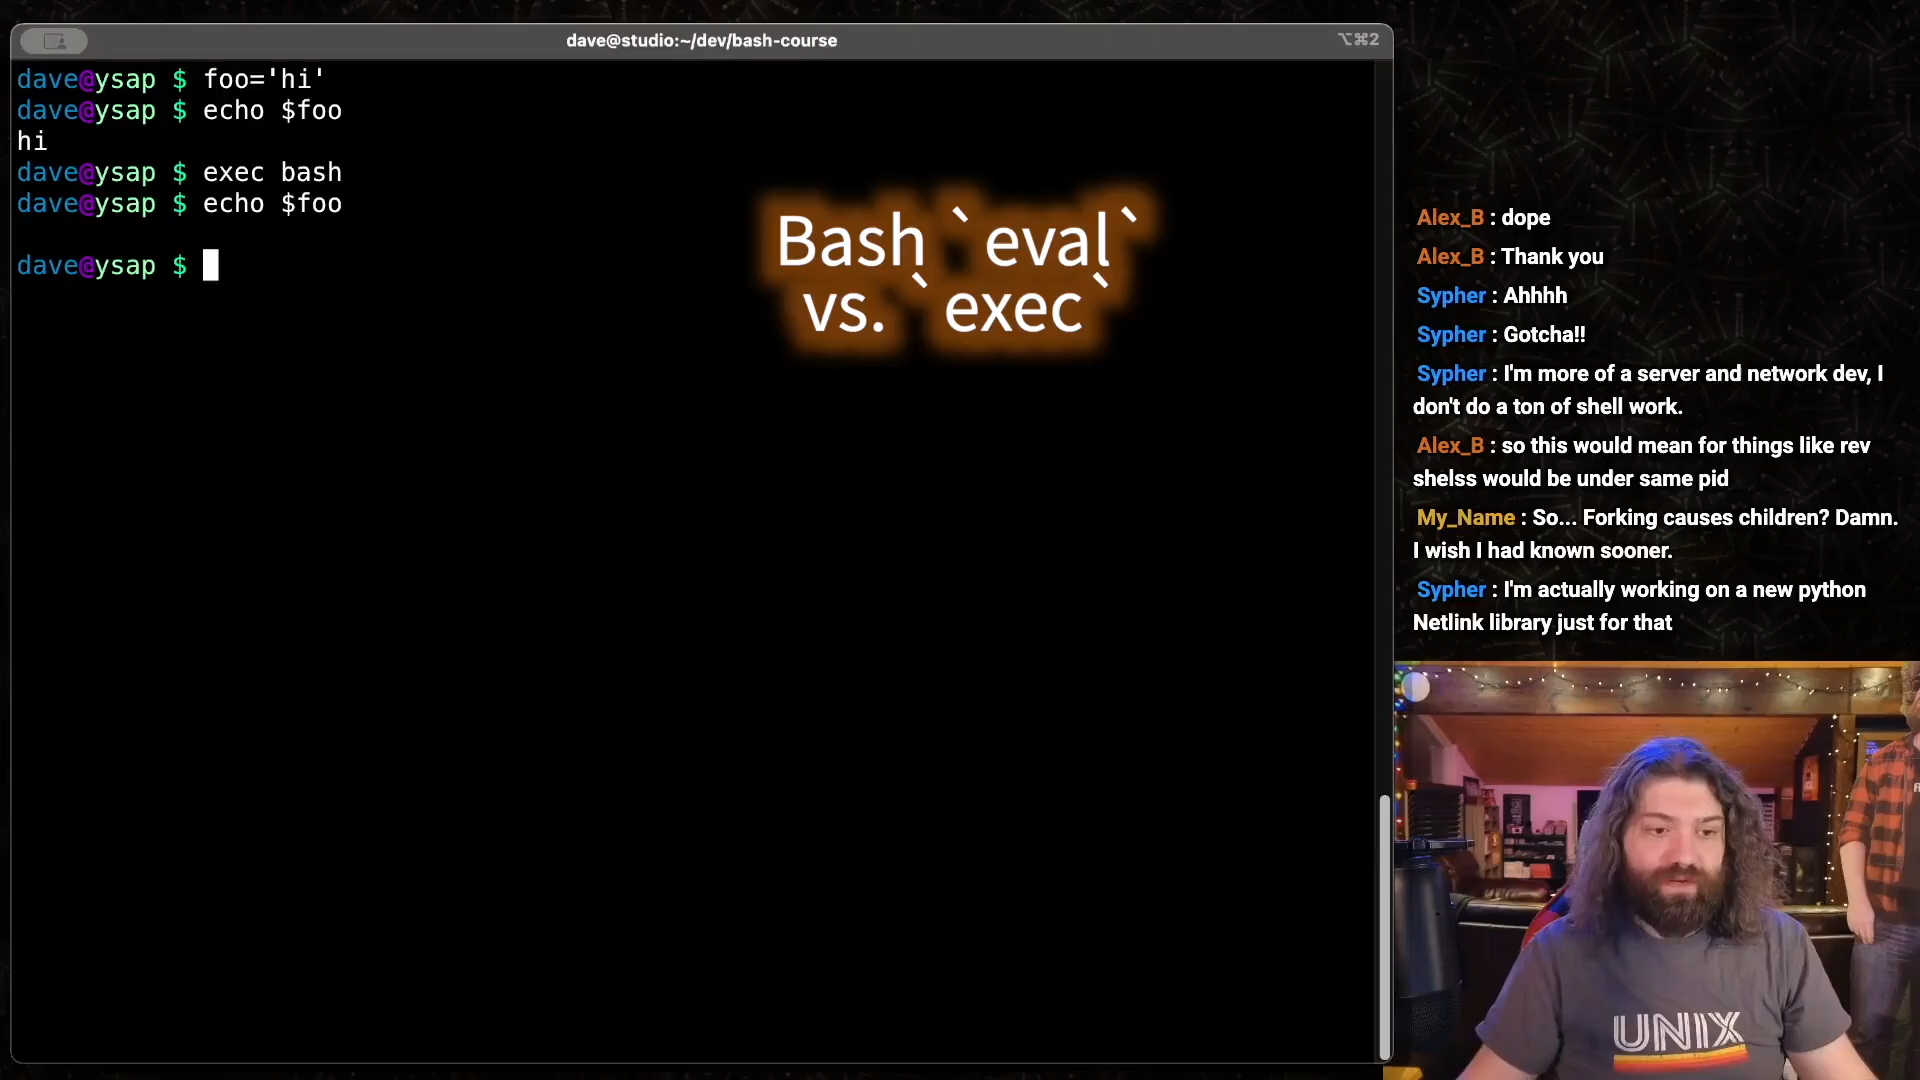 dave@studio:~/dev/bash-course
⌥⌘2
dave@ysap $ foo='hi'
dave@ysap $ echo $foo
hi
dave@ysap $ exec bash
dave@ysap $ echo $foo
dave@ysap $
Bash `eval`
vs. `exec`
Alex_B : dope
Alex_B : Thank you
Sypher : Ahhhh
Sypher : Gotcha!!
Sypher : I'm more of a server and network dev, I
don't do a ton of shell work.
Alex_B : so this would mean for things like rev
shelss would be under same pid
My_Name : So... Forking causes children? Damn.
I wish I had known sooner.
Sypher : I'm actually working on a new python
Netlink library just for that
UNIX